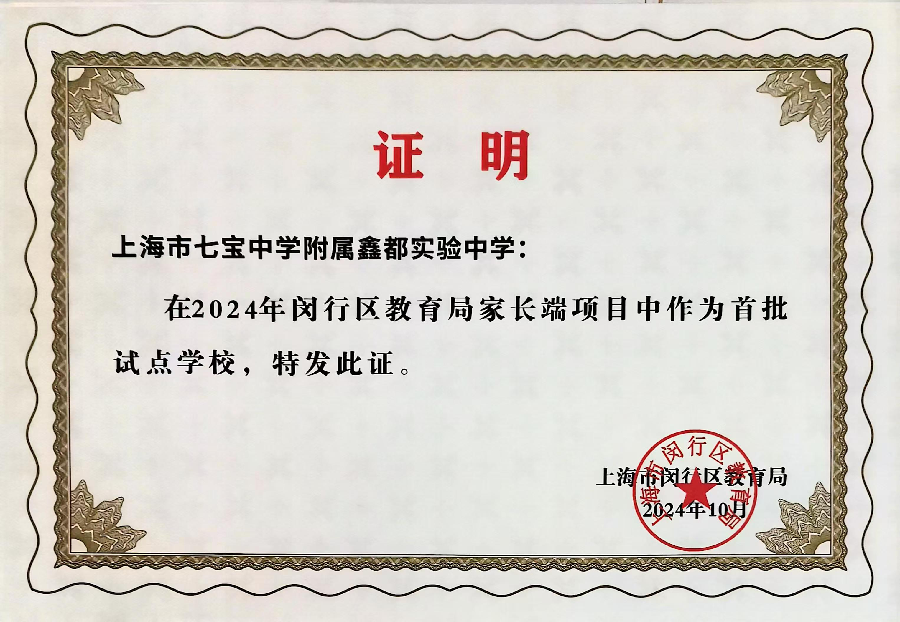 证 明
上海市七宝中学附属鑫都实验中学：
在2024年闵行区教育局家长端项目中作为首批
试点学校，特发此证。
上海市闵行区教育局
2024年10月
上海市闵行区教育局